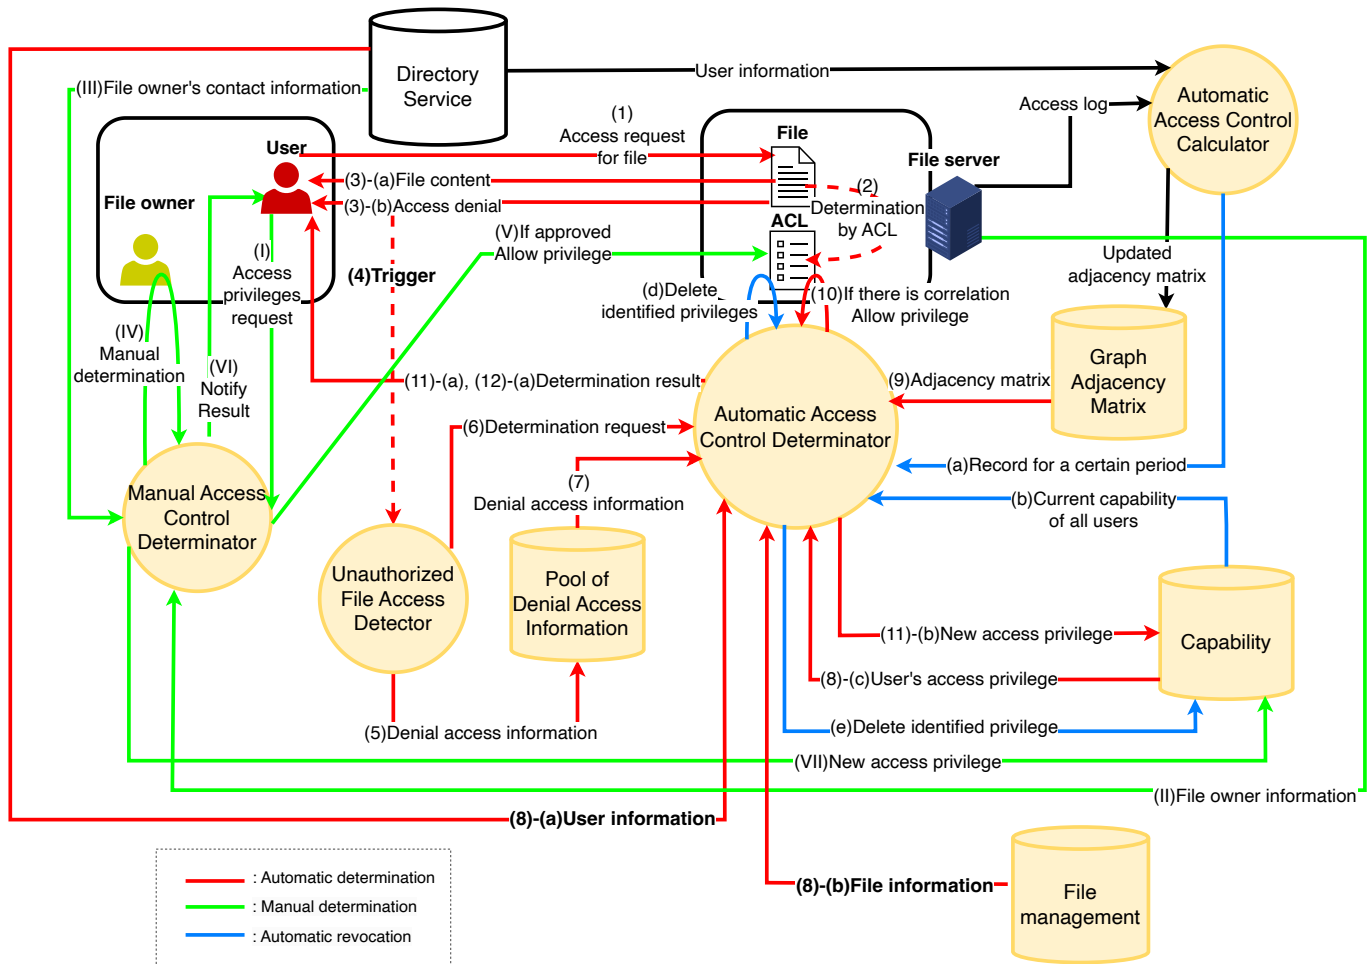 Directory
Service
User information
Access log
Automatic
Access Control
Calculator
(III)File owner's contact information
(1)
Access request
for file
User
File
File server
(3)-(a)File content
(3)-(b)Access denial
(2)
Determination
by ACL
File owner
ACL
(V)If approved
Allow privilege
(I)
Access
privileges
request
(4)Trigger
(d)Delete
identified privileges
(10)If there is correlation
Allow privilege
Updated
adjacency matrix
(IV)
Manual
determination
(VI)
Notify
Result
(11)-(a), (12)-(a)Determination result
(9)Adjacency matrix
Graph
Adjacency
Matrix
Automatic Access
Control Determinator
(6)Determination request
(a)Record for a certain period
(7)
Denial access information
(b)Current capability
of all users
Manual Access
Control
Determinator
Unauthorized
File Access
Detector
Pool of
Denial Access
Information
(11)-(b)New access privilege
Capability
(8)-(c)User's access privilege
(5)Denial access information
(e)Delete identified privilege
(VII)New access privilege
(II)File owner information
(8)-(a)User information
(8)-(b)File information
File
management
: Automatic determination
: Manual determination
: Automatic revocation